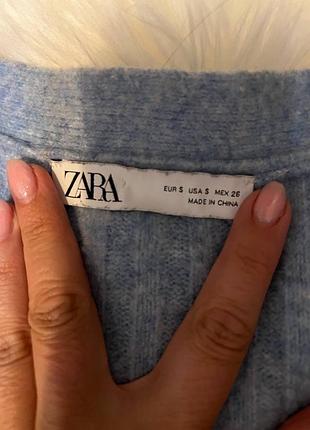 ZARA
EUR S USA S MEX 26
MADE IN CHINA